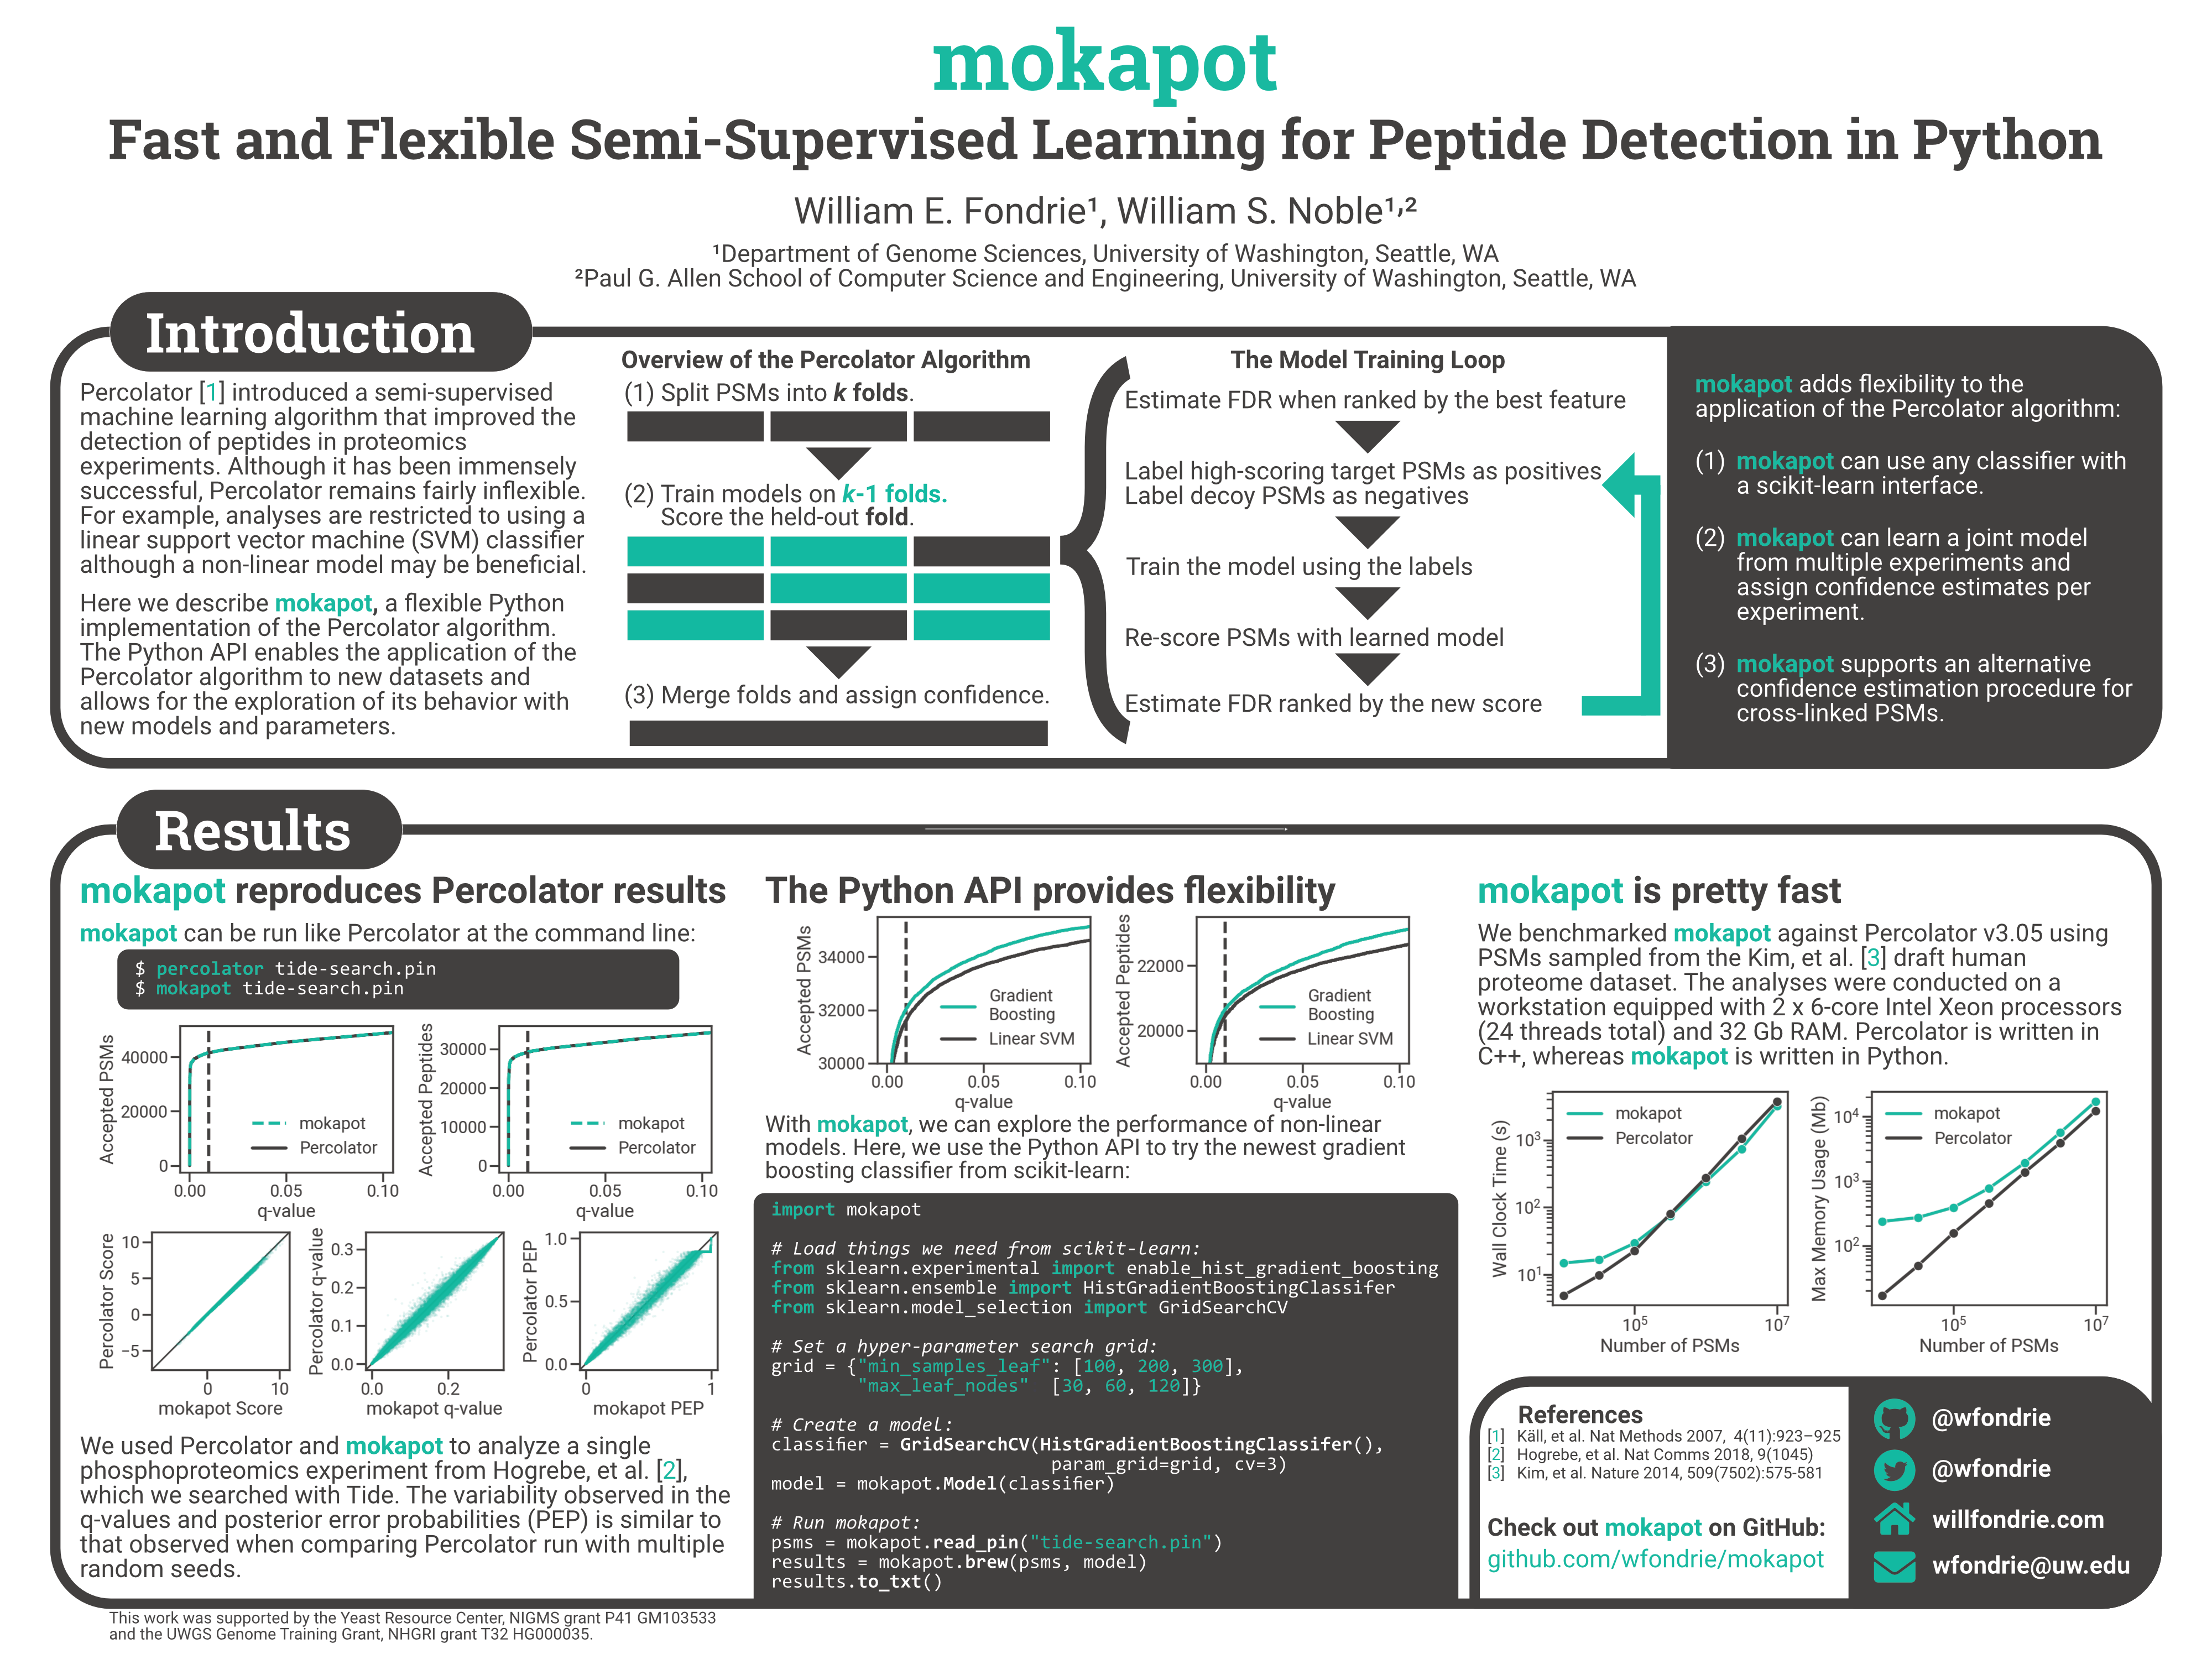 mokapot
Fast and Flexible Semi-Supervised Learning for Peptide Detection in Python
William E. Fondrie¹, William S. Noble¹,²
¹Department of Genome Sciences, University of Washington, Seattle, WA
²Paul G. Allen School of Computer Science and Engineering, University of Washington, Seattle, WA
Introduction
Percolator [1] introduced a semi-supervised
machine learning algorithm that improved the
detection of peptides in proteomics
experiments. Although it has been immensely
successful, Percolator remains fairly inflexible.
For example, analyses are restricted to using a
linear support vector machine (SVM) classifier
although a non-linear model may be beneficial.
Here we describe mokapot, a flexible Python
implementation of the Percolator algorithm.
The Python API enables the application of the
Percolator algorithm to new datasets and
allows for the exploration of its behavior with
new models and parameters.
Overview of the Percolator Algorithm
(1) Split PSMs into k folds.
(2) Train models on k-1 folds.
Score the held-out fold.
(3) Merge folds and assign confidence.
The Model Training Loop
Estimate FDR when ranked by the best feature
Label high-scoring target PSMs as positives
Label decoy PSMs as negatives
Train the model using the labels
Re-score PSMs with learned model
Estimate FDR ranked by the new score
mokapot adds flexibility to the
application of the Percolator algorithm:
(1) mokapot can use any classifier with
a scikit-learn interface.
(2) mokapot can learn a joint model
from multiple experiments and
assign confidence estimates per
experiment.
(3) mokapot supports an alternative
confidence estimation procedure for
cross-linked PSMs.
Results
mokapot reproduces Percolator results
mokapot can be run like Percolator at the command line:
$ percolator tide-search.pin
$ mokapot tide-search.pin
Accepted PSMs
40000
20000
0
mokapot
Percolator
0.00 0.05 0.10
q-value
Accepted Peptides
30000
20000
10000
0
mokapot
Percolator
0.00 0.05 0.10
q-value
Percolator Score
10
5
0
−5
0 10
mokapot Score
Percolator q-value
0.3
0.2
0.1
0.0
0.0 0.2
mokapot q-value
Percolator PEP
1.0
0.5
0.0
0 1
mokapot PEP
We used Percolator and mokapot to analyze a single
phosphoproteomics experiment from Hogrebe, et al. [2],
which we searched with Tide. The variability observed in the
q-values and posterior error probabilities (PEP) is similar to
that observed when comparing Percolator run with multiple
random seeds.
The Python API provides flexibility
Accepted PSMs
34000
32000
30000
Gradient
Boosting
Linear SVM
0.00 0.05 0.10
q-value
Accepted Peptides
22000
20000
Gradient
Boosting
Linear SVM
0.00 0.05 0.10
q-value
With mokapot, we can explore the performance of non-linear
models. Here, we use the Python API to try the newest gradient
boosting classifier from scikit-learn:
import mokapot
# Load things we need from scikit-learn:
from sklearn.experimental import enable_hist_gradient_boosting
from sklearn.ensemble import HistGradientBoostingClassifer
from sklearn.model_selection import GridSearchCV
# Set a hyper-parameter search grid:
grid = {"min_samples_leaf": [100, 200, 300],
"max_leaf_nodes" [30, 60, 120]}
# Create a model:
classifier = GridSearchCV(HistGradientBoostingClassifer(),
param_grid=grid, cv=3)
model = mokapot.Model(classifier)
# Run mokapot:
psms = mokapot.read_pin("tide-search.pin")
results = mokapot.brew(psms, model)
results.to_txt()
mokapot is pretty fast
We benchmarked mokapot against Percolator v3.05 using
PSMs sampled from the Kim, et al. [3] draft human
proteome dataset. The analyses were conducted on a
workstation equipped with 2 x 6-core Intel Xeon processors
(24 threads total) and 32 Gb RAM. Percolator is written in
C++, whereas mokapot is written in Python.
Wall Clock Time (s)
10³
10²
10¹
mokapot
Percolator
10⁵ 10⁷
Number of PSMs
Max Memory Usage (Mb)
10⁴
10³
10²
mokapot
Percolator
10⁵ 10⁷
Number of PSMs
References
[1] Käll, et al. Nat Methods 2007, 4(11):923–925
[2] Hogrebe, et al. Nat Comms 2018, 9(1045)
[3] Kim, et al. Nature 2014, 509(7502):575-581
Check out mokapot on GitHub:
github.com/wfondrie/mokapot
@wfondrie
@wfondrie
willfondrie.com
wfondrie@uw.edu
This work was supported by the Yeast Resource Center, NIGMS grant P41 GM103533
and the UWGS Genome Training Grant, NHGRI grant T32 HG000035.